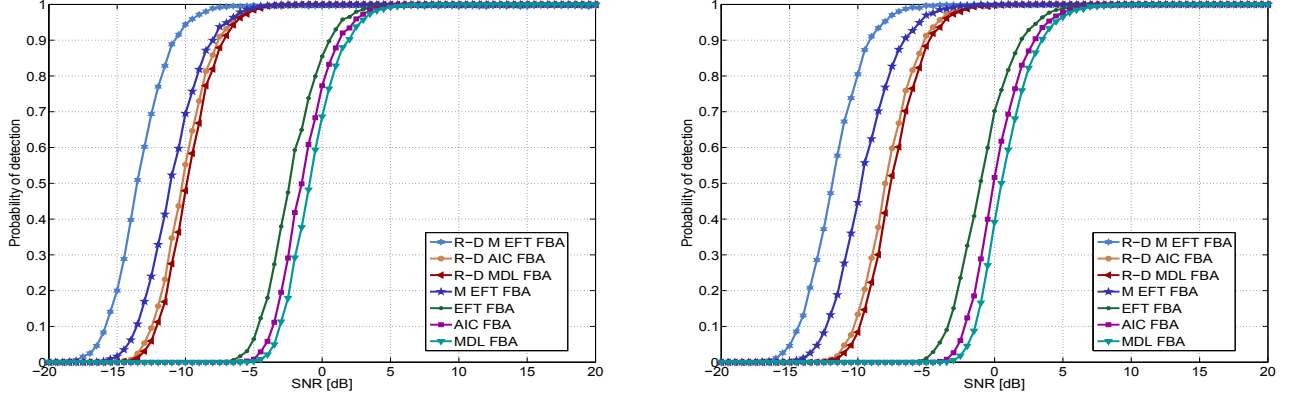 1
0.9
0.8
0.7
0.6
0.5
0.4
0.3
0.2
0.1
0
Probability of detection
−20 −15 −10 −5 0 5 10 15 20
SNR [dB]
R−D M EFT FBA
R−D AIC FBA
R−D MDL FBA
M EFT FBA
EFT FBA
AIC FBA
MDL FBA
1
0.9
0.8
0.7
0.6
0.5
0.4
0.3
0.2
0.1
0
Probability of detection
−20 −15 −10 −5 0 5 10 15 20
SNR [dB]
R−D M EFT FBA
R−D AIC FBA
R−D MDL FBA
M EFT FBA
EFT FBA
AIC FBA
MDL FBA